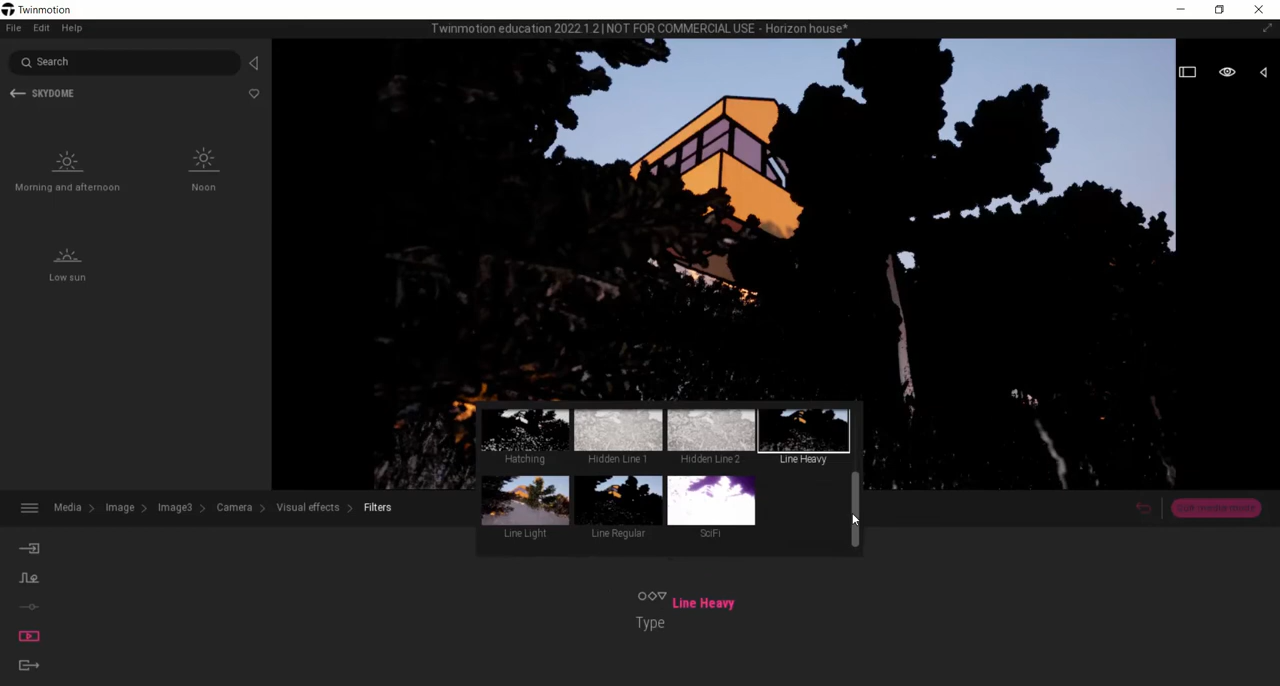 Twinmotion
File Edit Help
Twinmotion education 2022.1.2 | NOT FOR COMMERCIAL USE - Horizon house*
Search
SKYDOME
Morning and afternoon
Noon
Low sun
Hatching
Hidden Line 1
Hidden Line 2
Line Heavy
Line Light
Line Regular
SciFi
Media > Image > Image3 > Camera > Visual effects > Filters
Line Heavy
Type